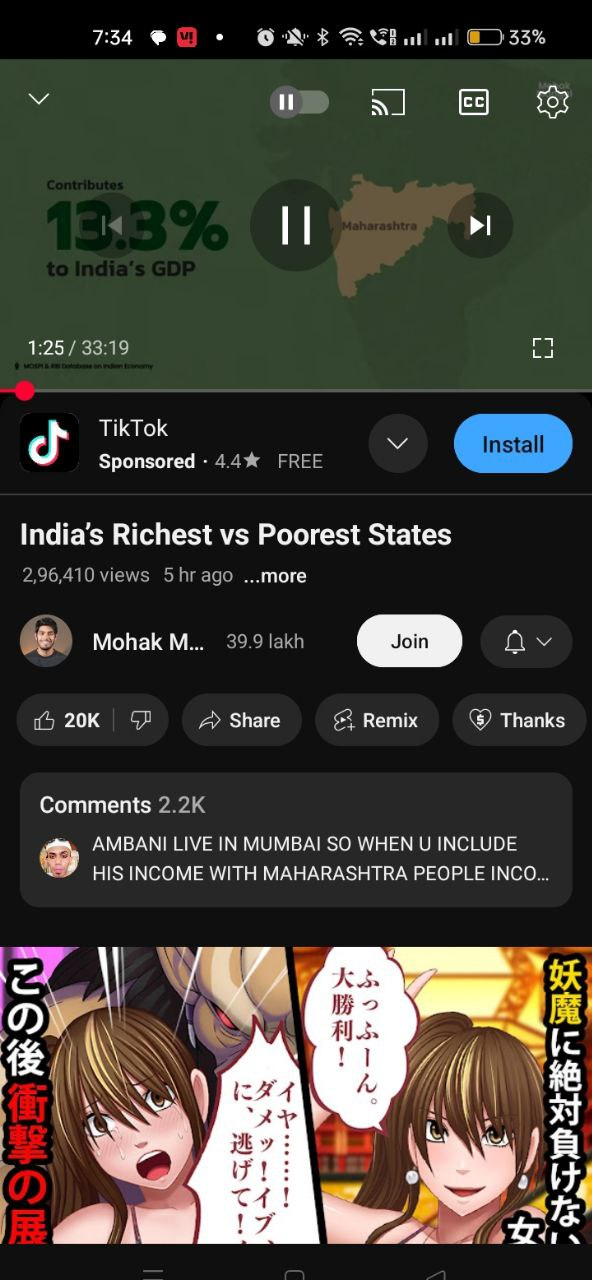 7:34
33%
Contributes
13.3%
to India's GDP
Maharashtra
1:25 / 33:19
MOSPI & RBI Database on Indian Economy
TikTok
Sponsored · 4.4★ FREE
Install
India's Richest vs Poorest States
2,96,410 views 5 hr ago ...more
Mohak M... 39.9 lakh
Join
20K
Share
Remix
Thanks
Comments 2.2K
AMBANI LIVE IN MUMBAI SO WHEN U INCLUDE
HIS INCOME WITH MAHARASHTRA PEOPLE INCO...
この後衝撃の展
イヤ……！
ダメッ！イブ、
に、逃げて！
ふっふーん。
大勝利！
妖魔に絶対負けない
女